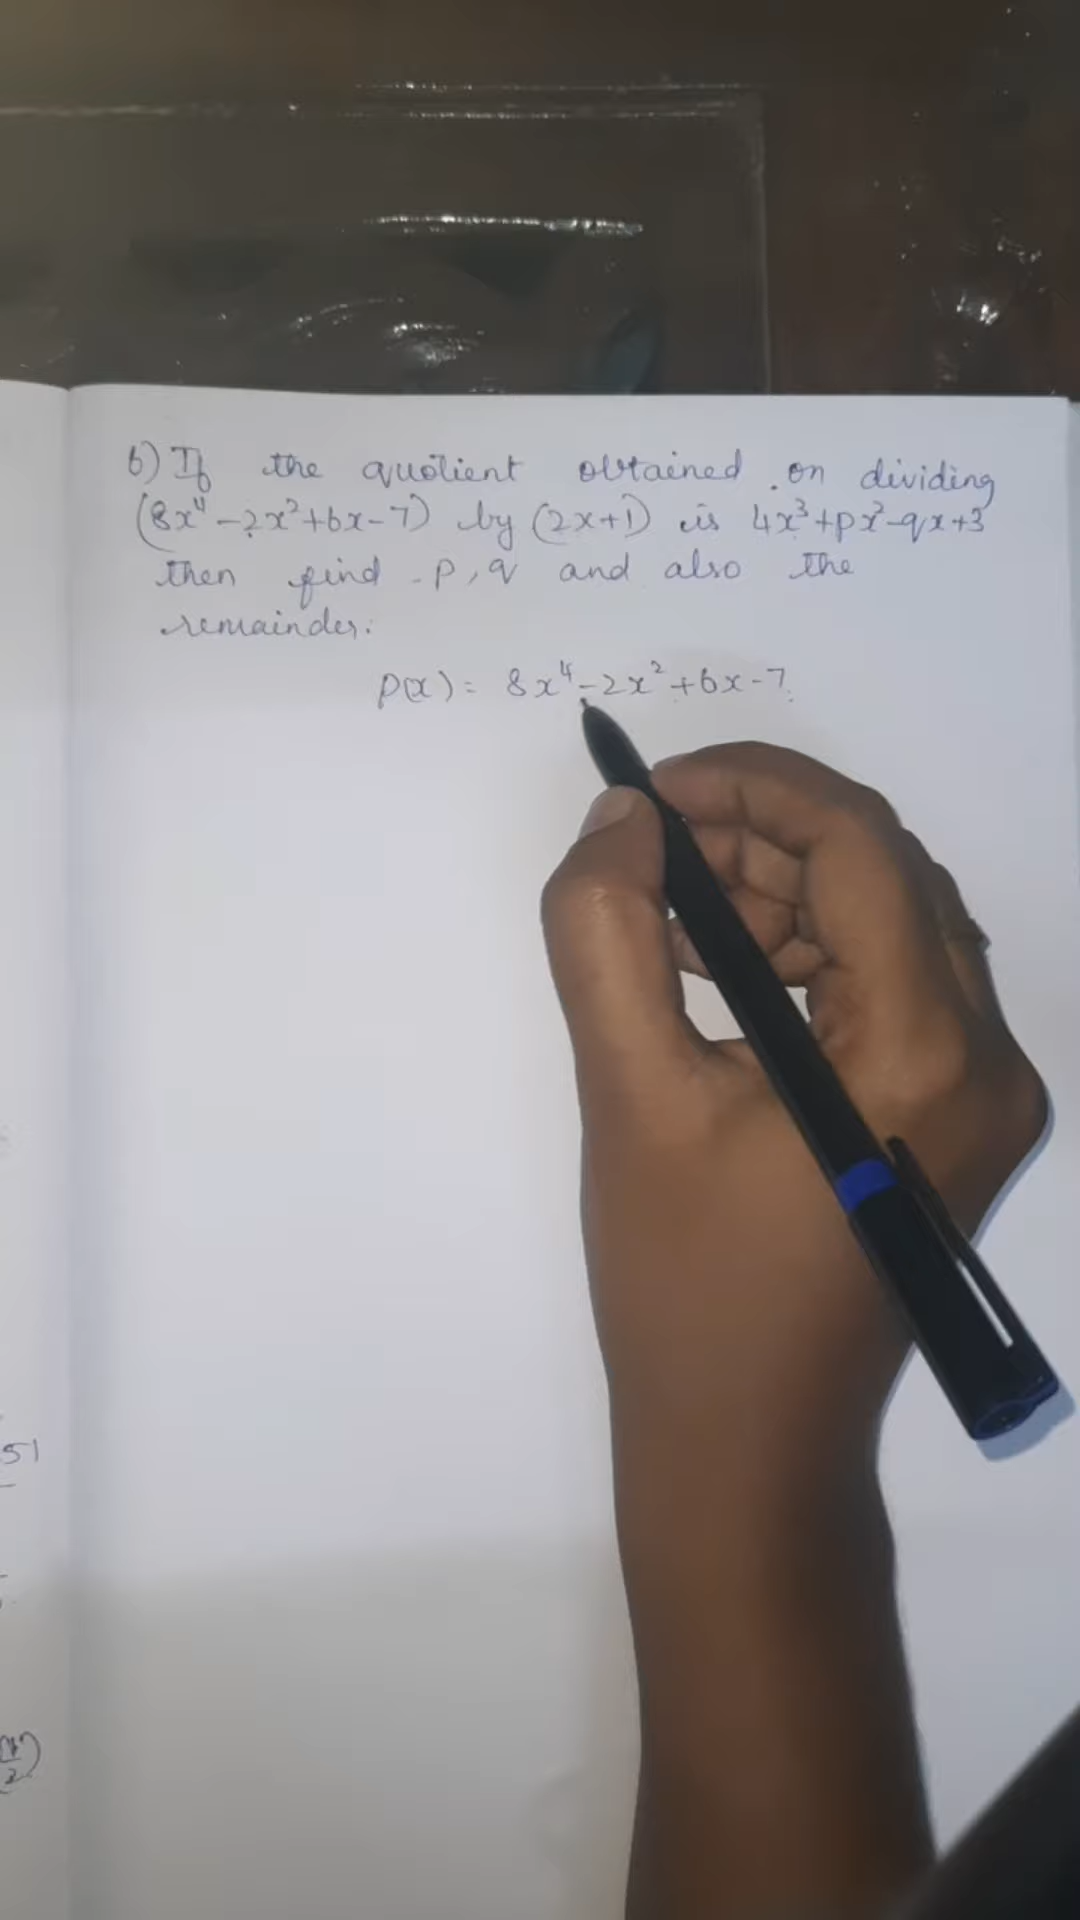 6) If the quotient obtained on dividing
(8x⁴-2x²+6x-7) by (2x+1) is 4x³+px²-qx+3
then find p, q and also the
remainder.
P(x) = 8x⁴-2x²+6x-7
51